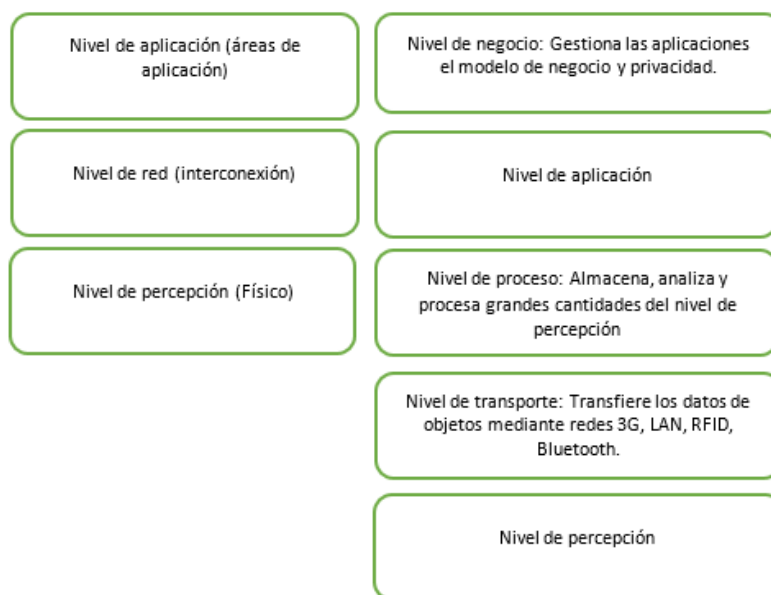 Nivel de aplicación (áreas de
aplicación)
Nivel de red (interconexión)
Nivel de percepción (Físico)
Nivel de negocio: Gestiona las aplicaciones
el modelo de negocio y privacidad.
Nivel de aplicación
Nivel de proceso: Almacena, analiza y
procesa grandes cantidades del nivel de
percepción
Nivel de transporte: Transfiere los datos de
objetos mediante redes 3G, LAN, RFID,
Bluetooth.
Nivel de percepción